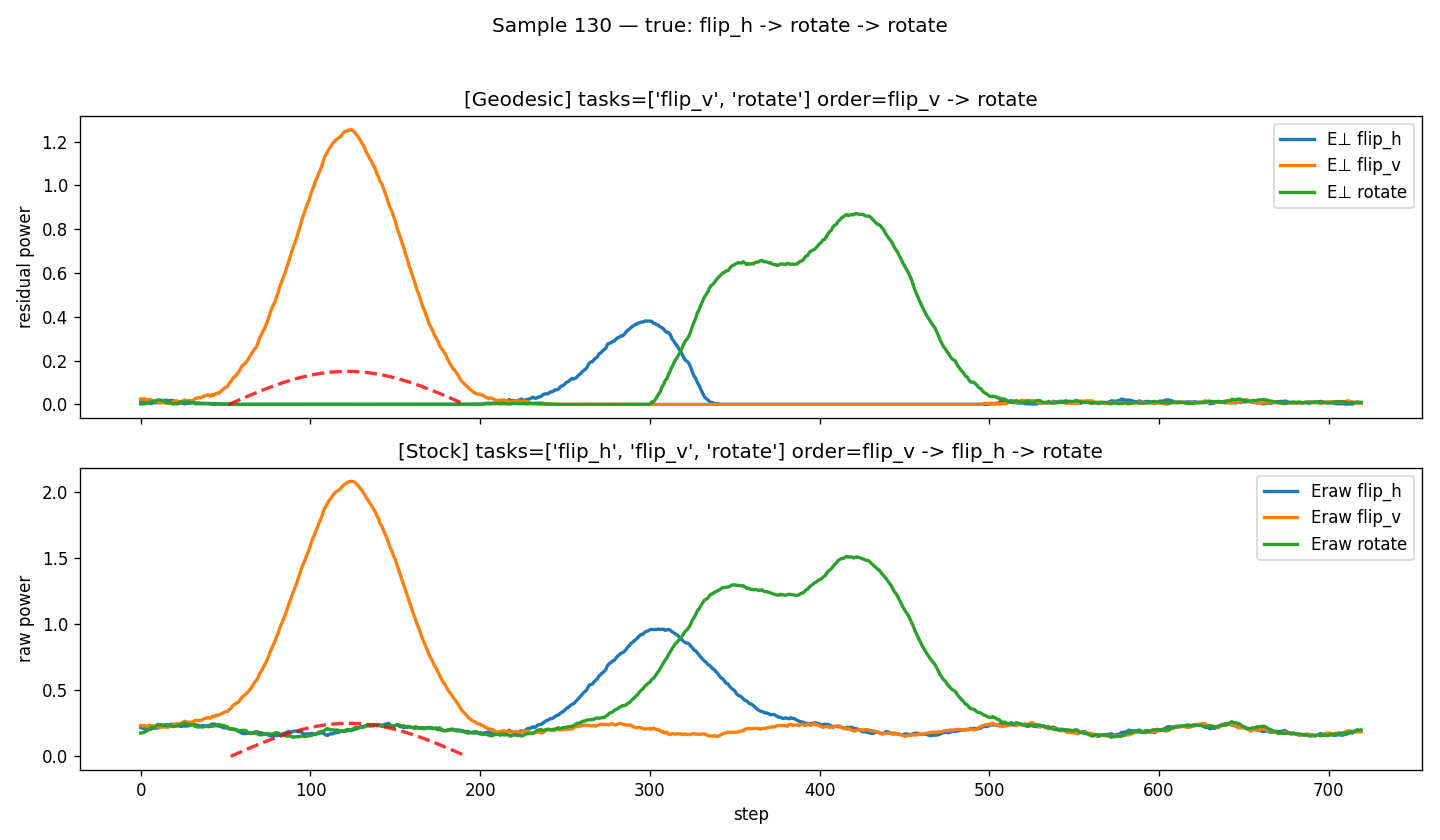 Sample 130 — true: flip_h -> rotate -> rotate
[Geodesic] tasks=['flip_v', 'rotate'] order=flip_v -> rotate
residual power
1.2
1.0
0.8
0.6
0.4
0.2
0.0
E⊥ flip_h
E⊥ flip_v
E⊥ rotate
[Stock] tasks=['flip_h', 'flip_v', 'rotate'] order=flip_v -> flip_h -> rotate
raw power
2.0
1.5
1.0
0.5
0.0
Eraw flip_h
Eraw flip_v
Eraw rotate
0 100 200 300 400 500 600 700
step